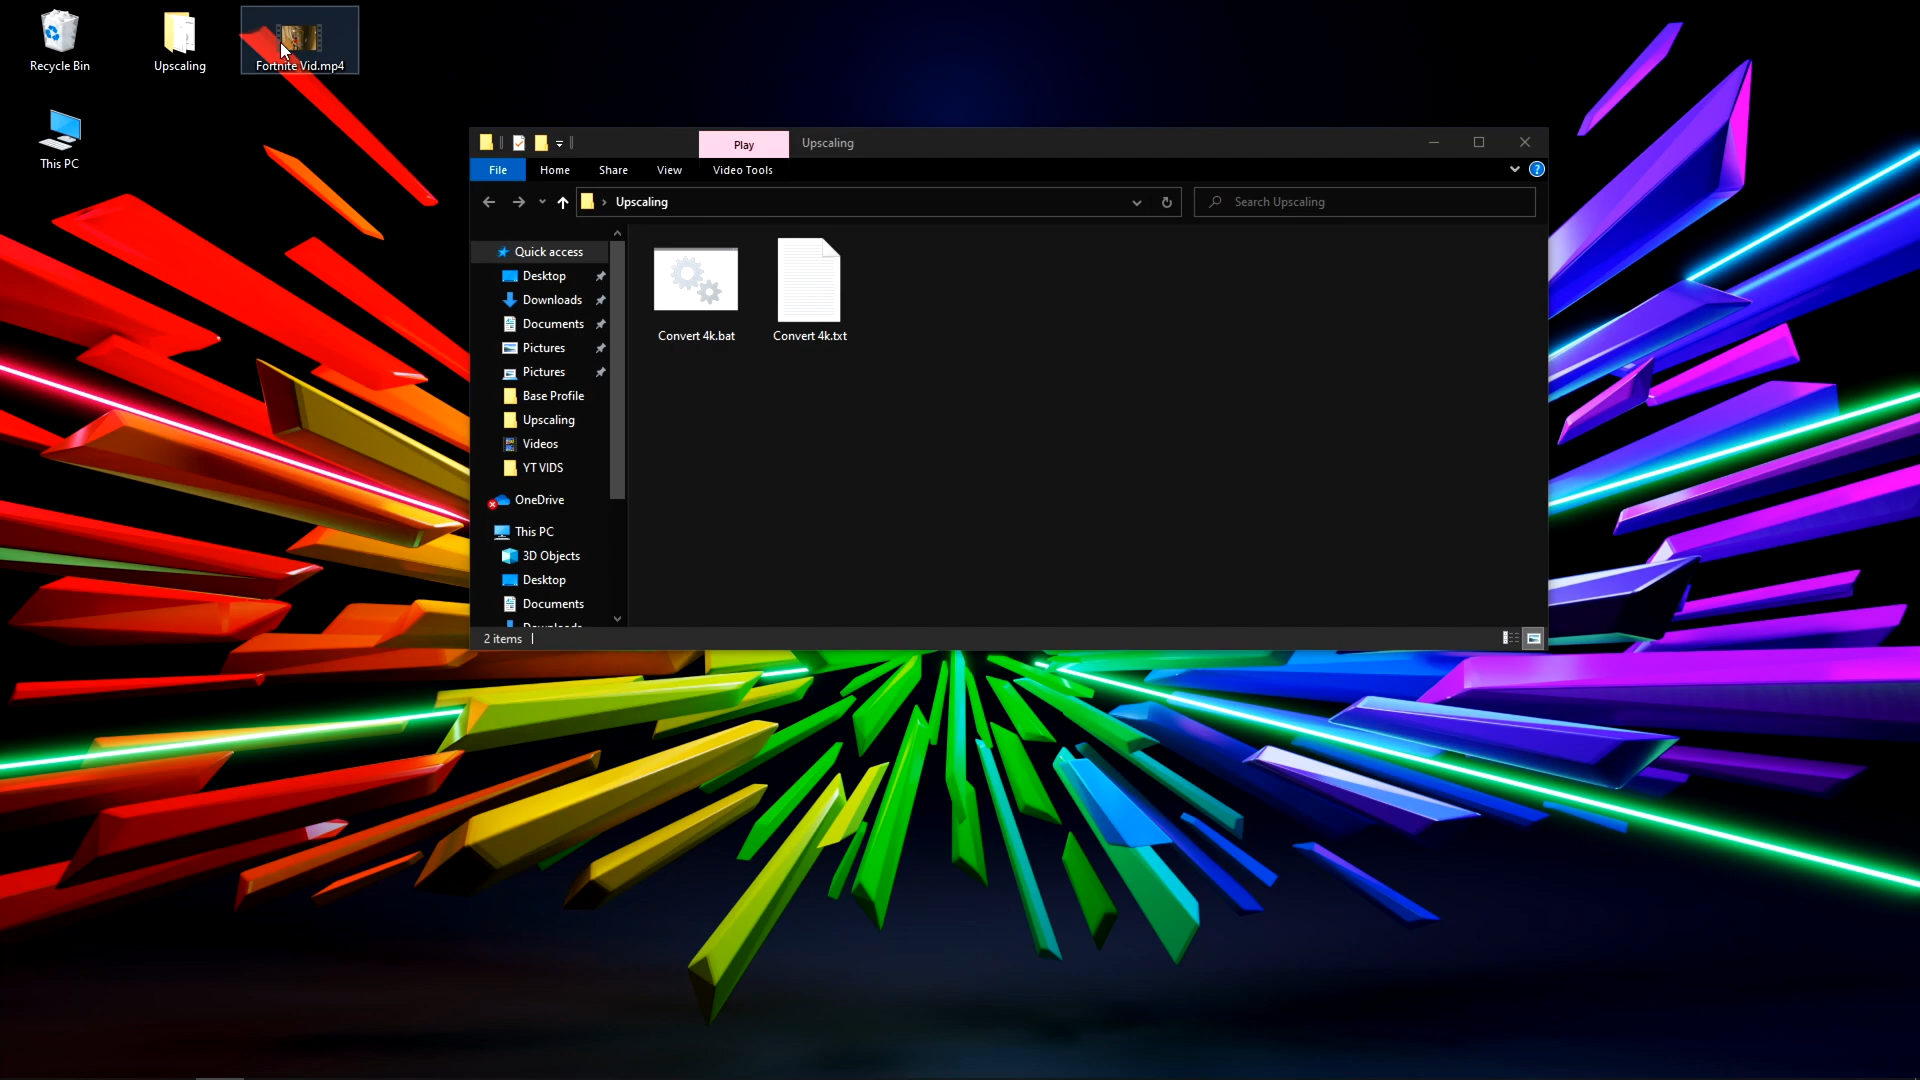 Recycle Bin
Upscaling
Fortnite Vid.mp4
This PC
Play
Upscaling
File
Home
Share
View
Video Tools
Upscaling
Search Upscaling
Quick access
Desktop
Downloads
Documents
Pictures
Pictures
Base Profile
Upscaling
Videos
YT VIDS
OneDrive
This PC
3D Objects
Desktop
Documents
Downloads
Convert 4k.bat
Convert 4k.txt
2 items